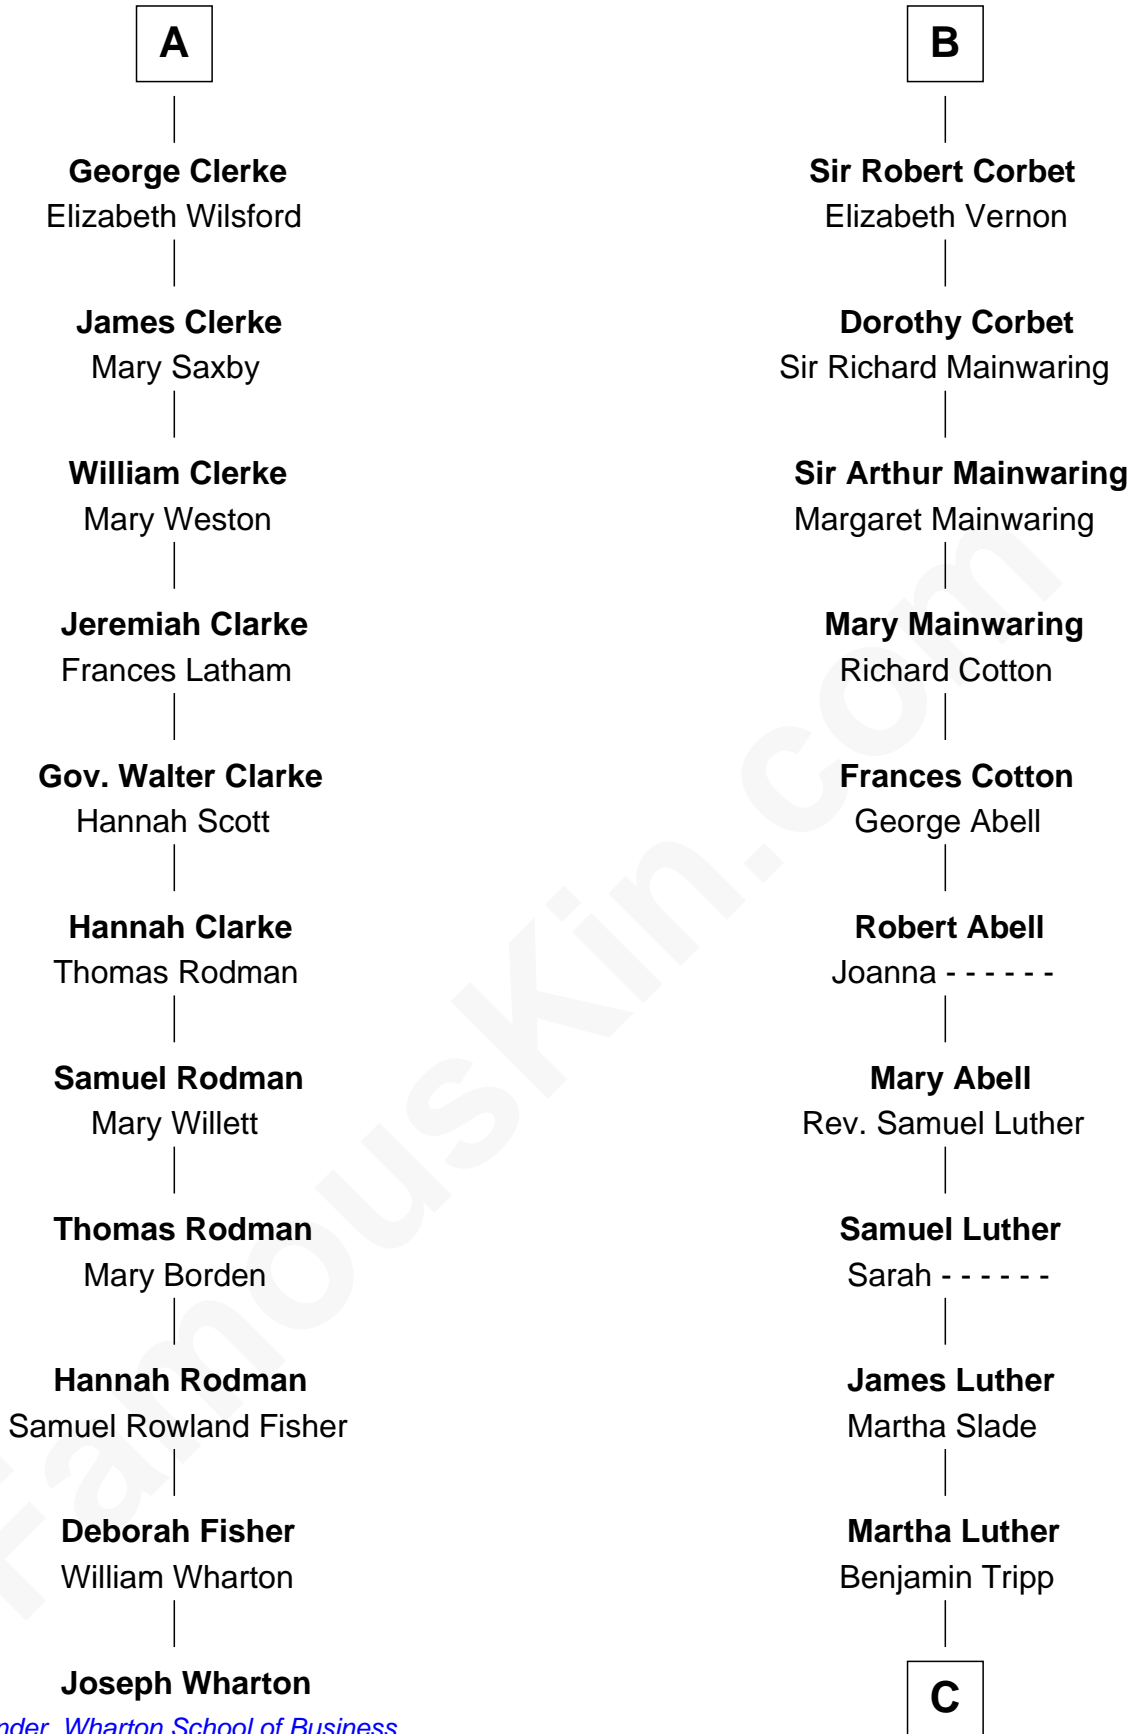 A
George Clerke
Elizabeth Wilsford
James Clerke
Mary Saxby
William Clerke
Mary Weston
Jeremiah Clarke
Frances Latham
Gov. Walter Clarke
Hannah Scott
Hannah Clarke
Thomas Rodman
Samuel Rodman
Mary Willett
Thomas Rodman
Mary Borden
Hannah Rodman
Samuel Rowland Fisher
Deborah Fisher
William Wharton
Joseph Wharton
Wharton School of Business
B
Sir Robert Corbet
Elizabeth Vernon
Dorothy Corbet
Sir Richard Mainwaring
Sir Arthur Mainwaring
Margaret Mainwaring
Mary Mainwaring
Richard Cotton
Frances Cotton
George Abell
Robert Abell
Joanna - - - - - -
Mary Abell
Rev. Samuel Luther
Samuel Luther
Sarah - - - - - -
James Luther
Martha Slade
Martha Luther
Benjamin Tripp
C
FamousKin.com